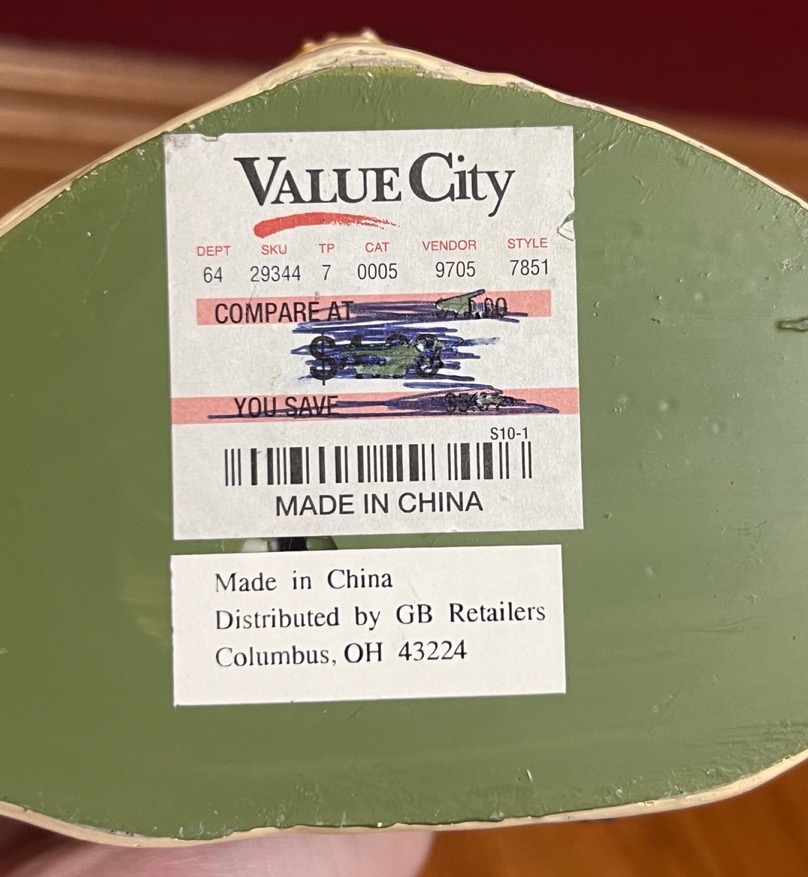 VALUE City
DEPT SKU TP CAT VENDOR STYLE
64 29344 7 0005 9705 7851
COMPARE AT
$
YOU SAVE
S10-1
MADE IN CHINA
Made in China
Distributed by GB Retailers
Columbus, OH 43224